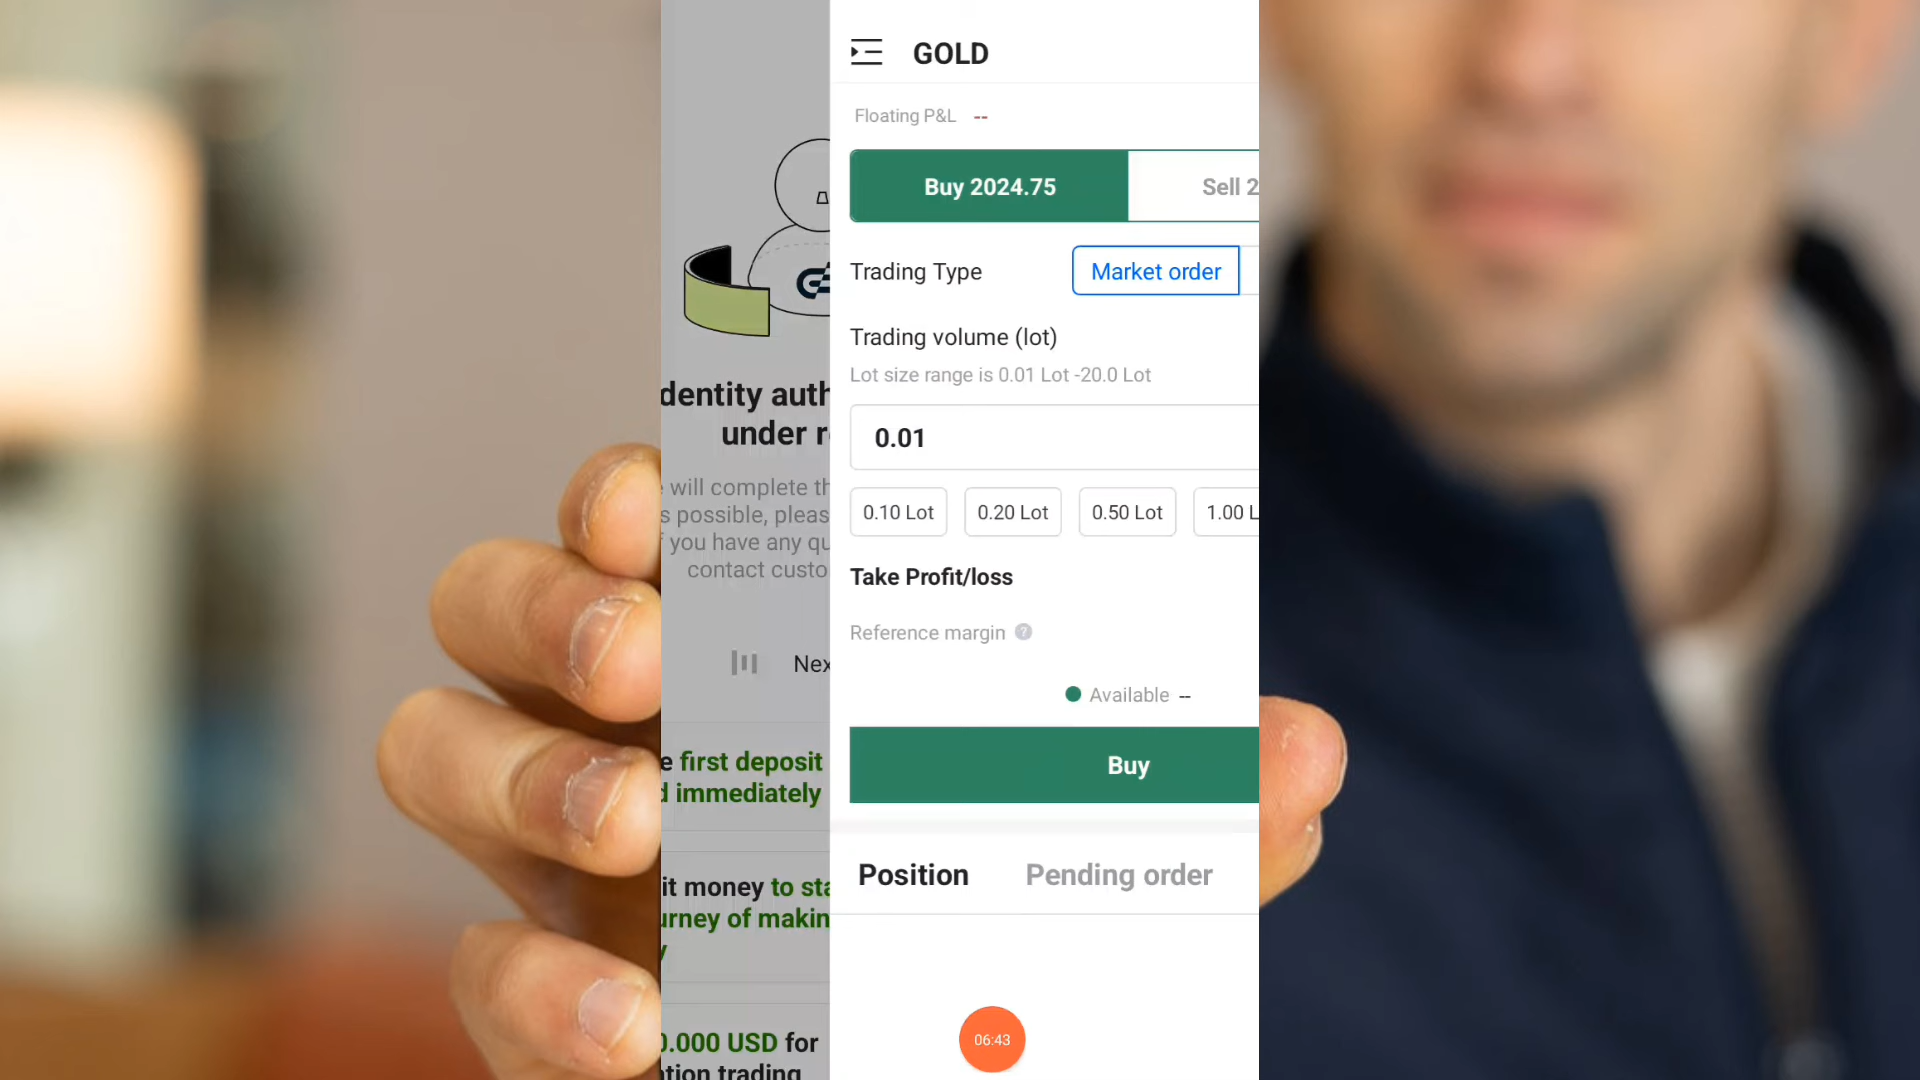 GOLD
Floating P&L --
Buy 2024.75
Sell 2
Trading Type
Market order
Trading volume (lot)
Lot size range is 0.01 Lot -20.0 Lot
0.01
0.10 Lot
0.20 Lot
0.50 Lot
1.00 L
Take Profit/loss
Reference margin ?
Available --
Buy
Position
Pending order
06:43
dentity auth
under r
will complete th
s possible, pleas
you have any qu
contact custo
Nex
e first deposit
d immediately
it money to sta
urney of makin
y
0.000 USD for
tion trading